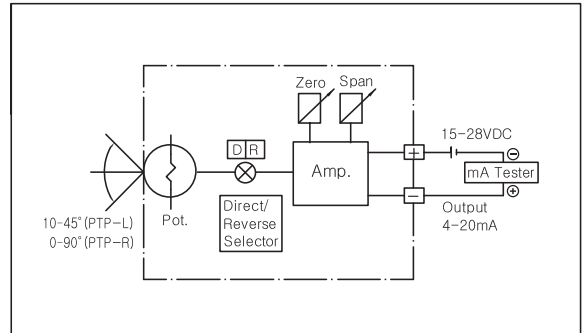 Zero Span
15-28VDC
D R
+
⊖
Amp.
mA Tester
⊕
10-45°(PTP-L)
0-90°(PTP-R)
Pot.
Direct/
Reverse
Selector
−
Output
4-20mA